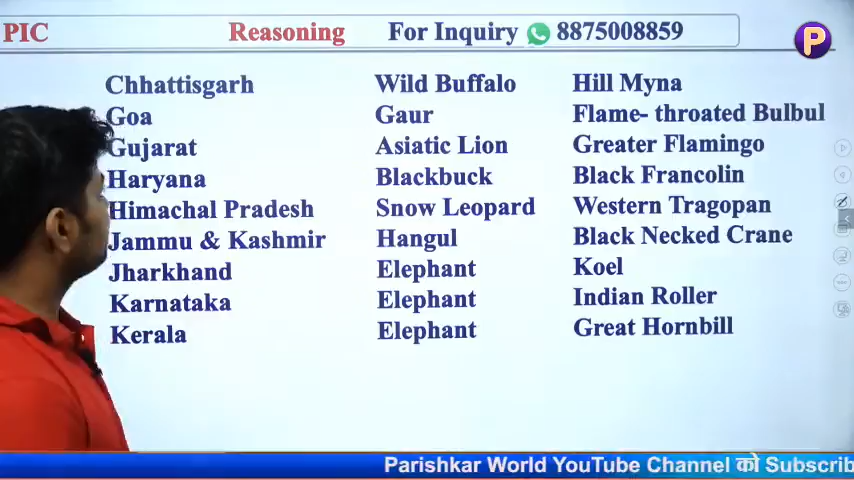 PIC Reasoning For Inquiry 8875008859 P
Chhattisgarh Wild Buffalo Hill Myna
Goa Gaur Flame- throated Bulbul
Gujarat Asiatic Lion Greater Flamingo
Haryana Blackbuck Black Francolin
Himachal Pradesh Snow Leopard Western Tragopan
Jammu & Kashmir Hangul Black Necked Crane
Jharkhand Elephant Koel
Karnataka Elephant Indian Roller
Kerala Elephant Great Hornbill
Parishkar World YouTube Channel को Subscrib